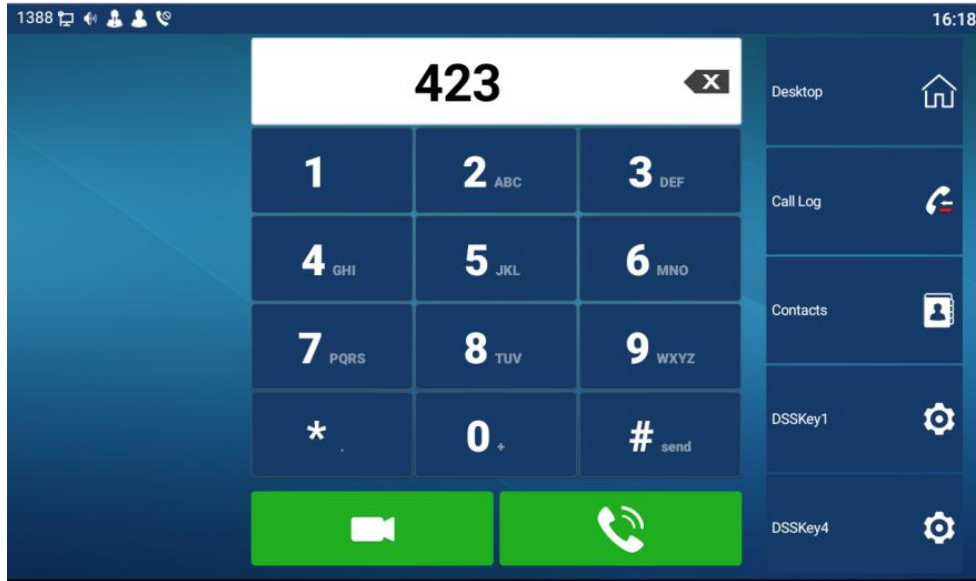 1388
16:18
423
Desktop
1
2 ABC
3 DEF
Call Log
4 GHI
5 JKL
6 MNO
Contacts
7 PQRS
8 TUV
9 WXYZ
DSSKey1
* .
0 +
# send
DSSKey4